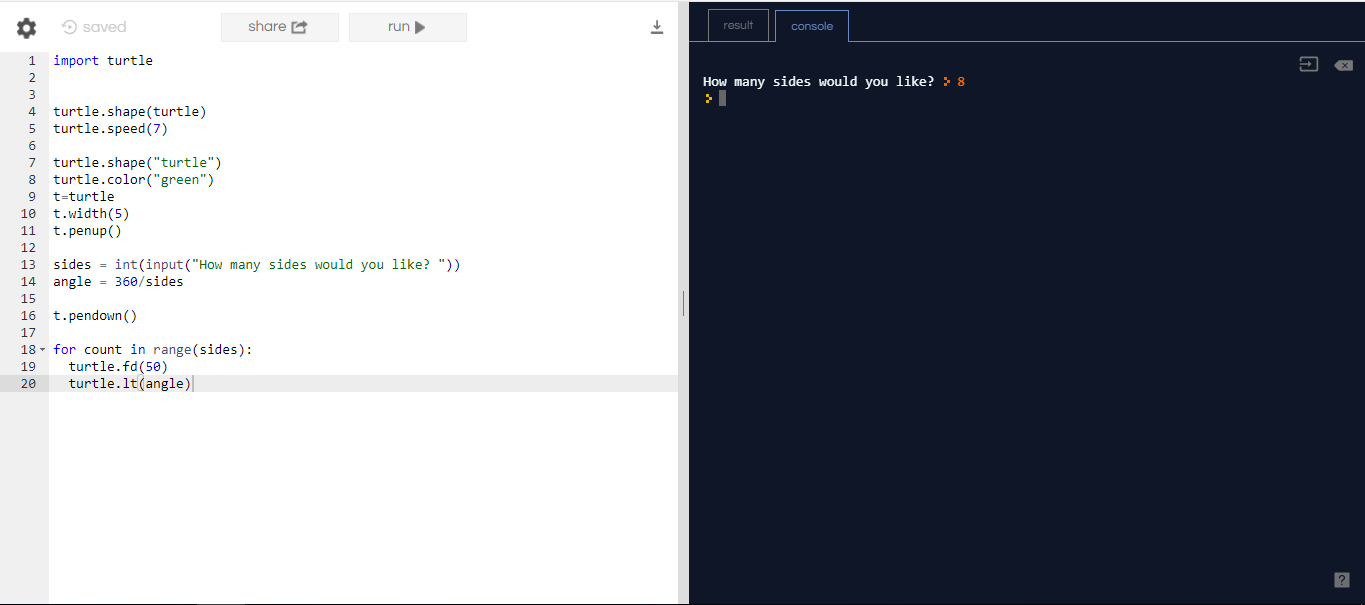 saved
share
run
result
console
1 import turtle
2
3
4 turtle.shape(turtle)
5 turtle.speed(7)
6
7 turtle.shape("turtle")
8 turtle.color("green")
9 t=turtle
10 t.width(5)
11 t.penup()
12
13 sides = int(input("How many sides would you like? "))
14 angle = 360/sides
15
16 t.pendown()
17
18 for count in range(sides):
19   turtle.fd(50)
20   turtle.lt(angle)
How many sides would you like? 8
?